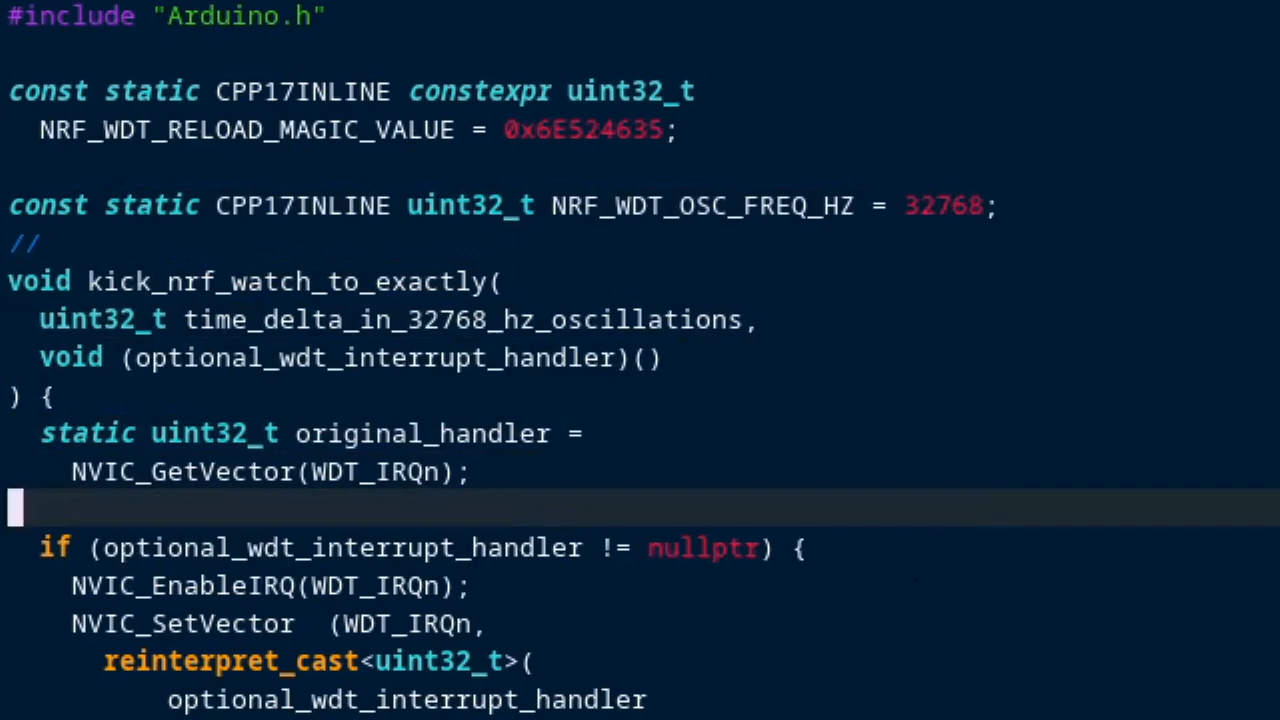 #include "Arduino.h"
const static CPP17INLINE constexpr uint32_t
NRF_WDT_RELOAD_MAGIC_VALUE = 0x6E524635;
const static CPP17INLINE uint32_t NRF_WDT_OSC_FREQ_HZ = 32768;
//
void kick_nrf_watch_to_exactly(
uint32_t time_delta_in_32768_hz_oscillations,
void (optional_wdt_interrupt_handler)()
) {
static uint32_t original_handler =
NVIC_GetVector(WDT_IRQn);
if (optional_wdt_interrupt_handler != nullptr) {
NVIC_EnableIRQ(WDT_IRQn);
NVIC_SetVector  (WDT_IRQn,
reinterpret_cast<uint32_t>(
optional_wdt_interrupt_handler